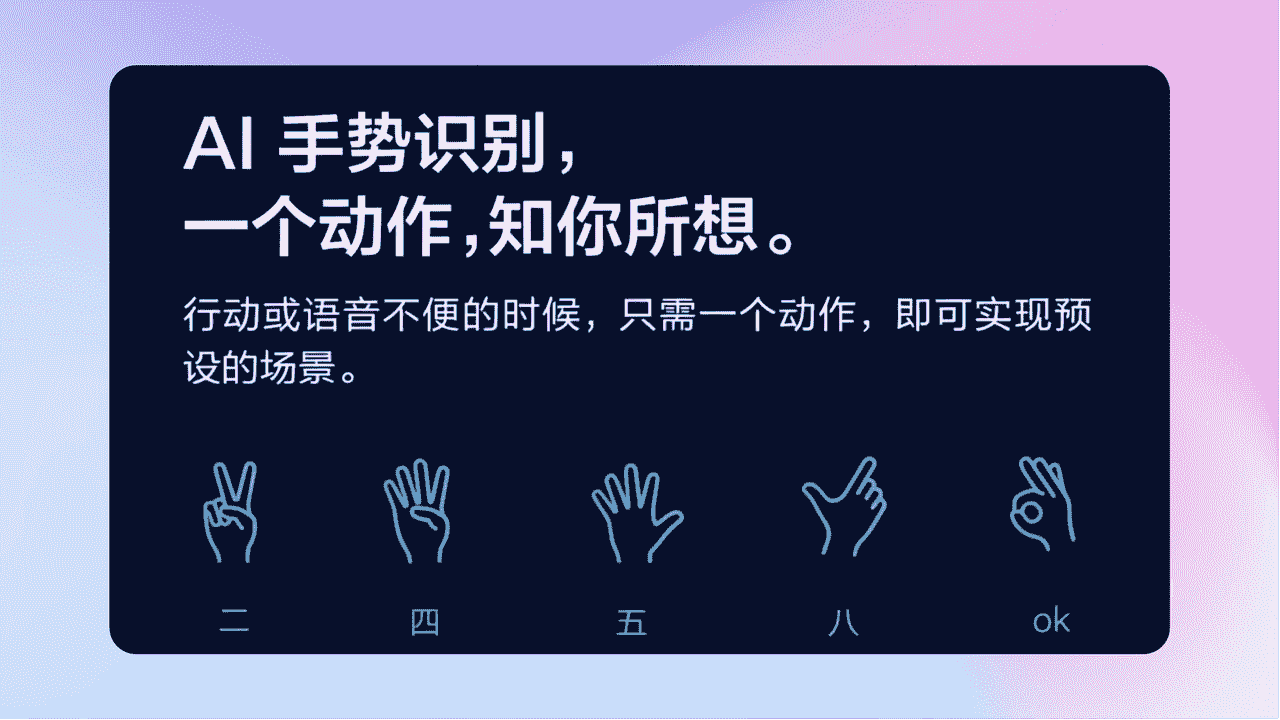 AI 手势识别，
一个动作，知你所想。
行动或语音不便的时候，只需一个动作，即可实现预
设的场景。
二 四 五 八 ok